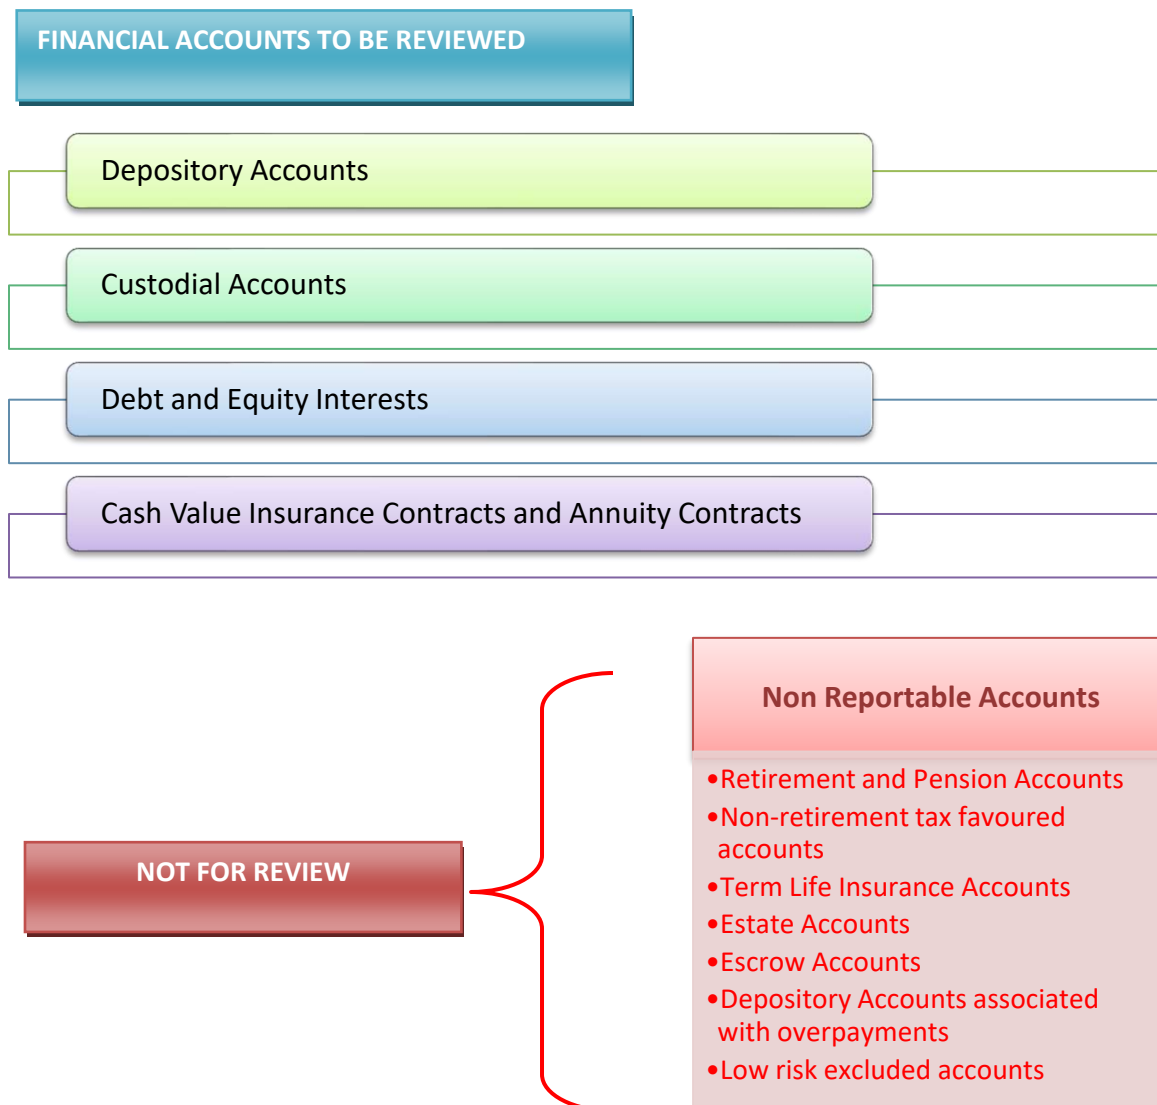 FINANCIAL ACCOUNTS TO BE REVIEWED
Depository Accounts
Custodial Accounts
Debt and Equity Interests
Cash Value Insurance Contracts and Annuity Contracts
Non Reportable Accounts
NOT FOR REVIEW
•Retirement and Pension Accounts
•Non-retirement tax favoured
accounts
•Term Life Insurance Accounts
•Estate Accounts
•Escrow Accounts
•Depository Accounts associated
with overpayments
•Low risk excluded accounts